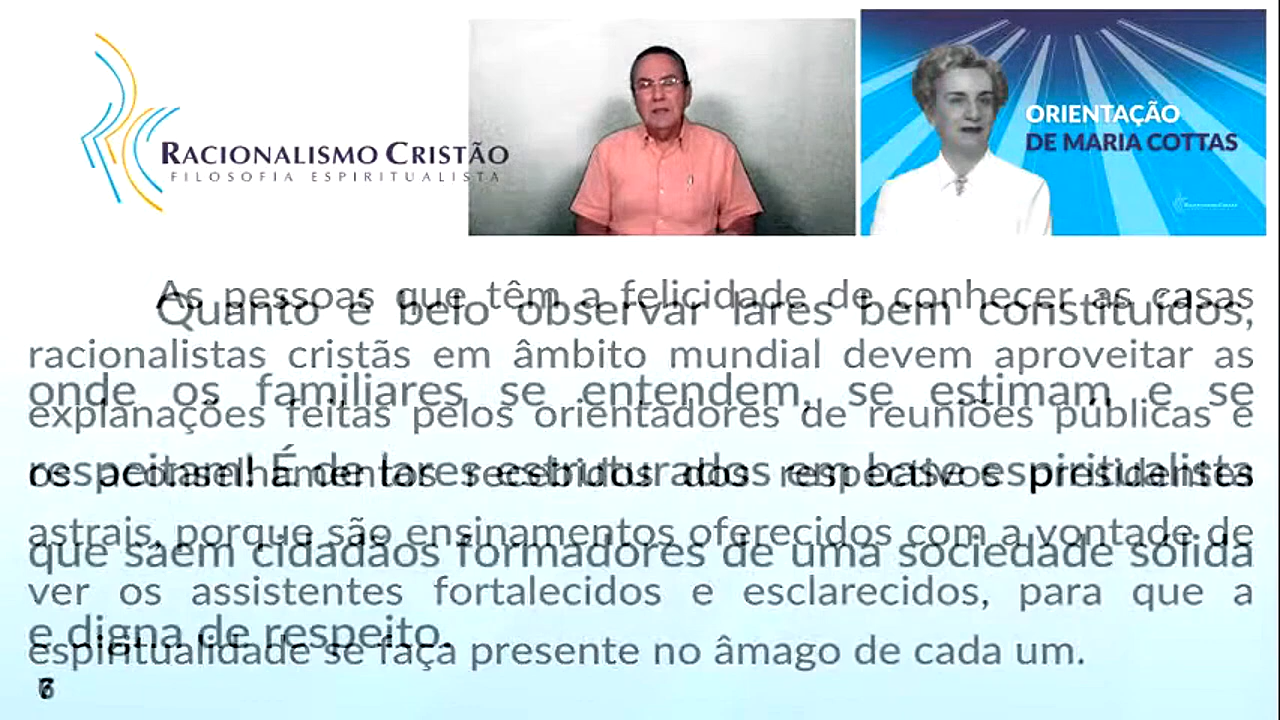 RACIONALISMO CRISTÃO
FILOSOFIA ESPIRITUALISTA
ORIENTAÇÃO
DE MARIA COTTAS
As pessoas que têm a felicidade de conhecer as casas
racionalistas cristãs em âmbito mundial devem aproveitar as
explanações feitas pelos orientadores de reuniões públicas e
os aconselhamentos recebidos dos respectivos presidentes
astrais, porque são ensinamentos oferecidos com a vontade de
ver os assistentes fortalecidos e esclarecidos, para que a
espiritualidade se faça presente no âmago de cada um.
Quanto é belo observar lares bem constituídos,
onde os familiares se entendem, se estimam e se
respeitam! É de lares estruturados em base espiritualista
que saem cidadãos formadores de uma sociedade sólida
e digna de respeito.